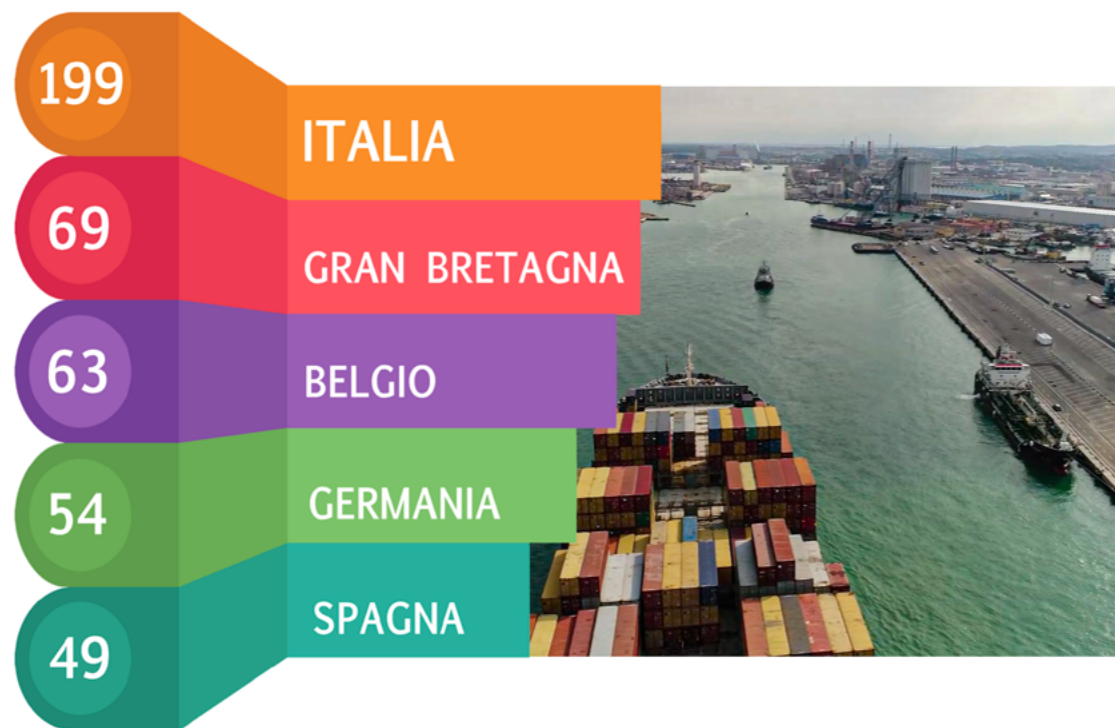 199
ITALIA
69
GRAN BRETAGNA
63
BELGIO
54
GERMANIA
49
SPAGNA